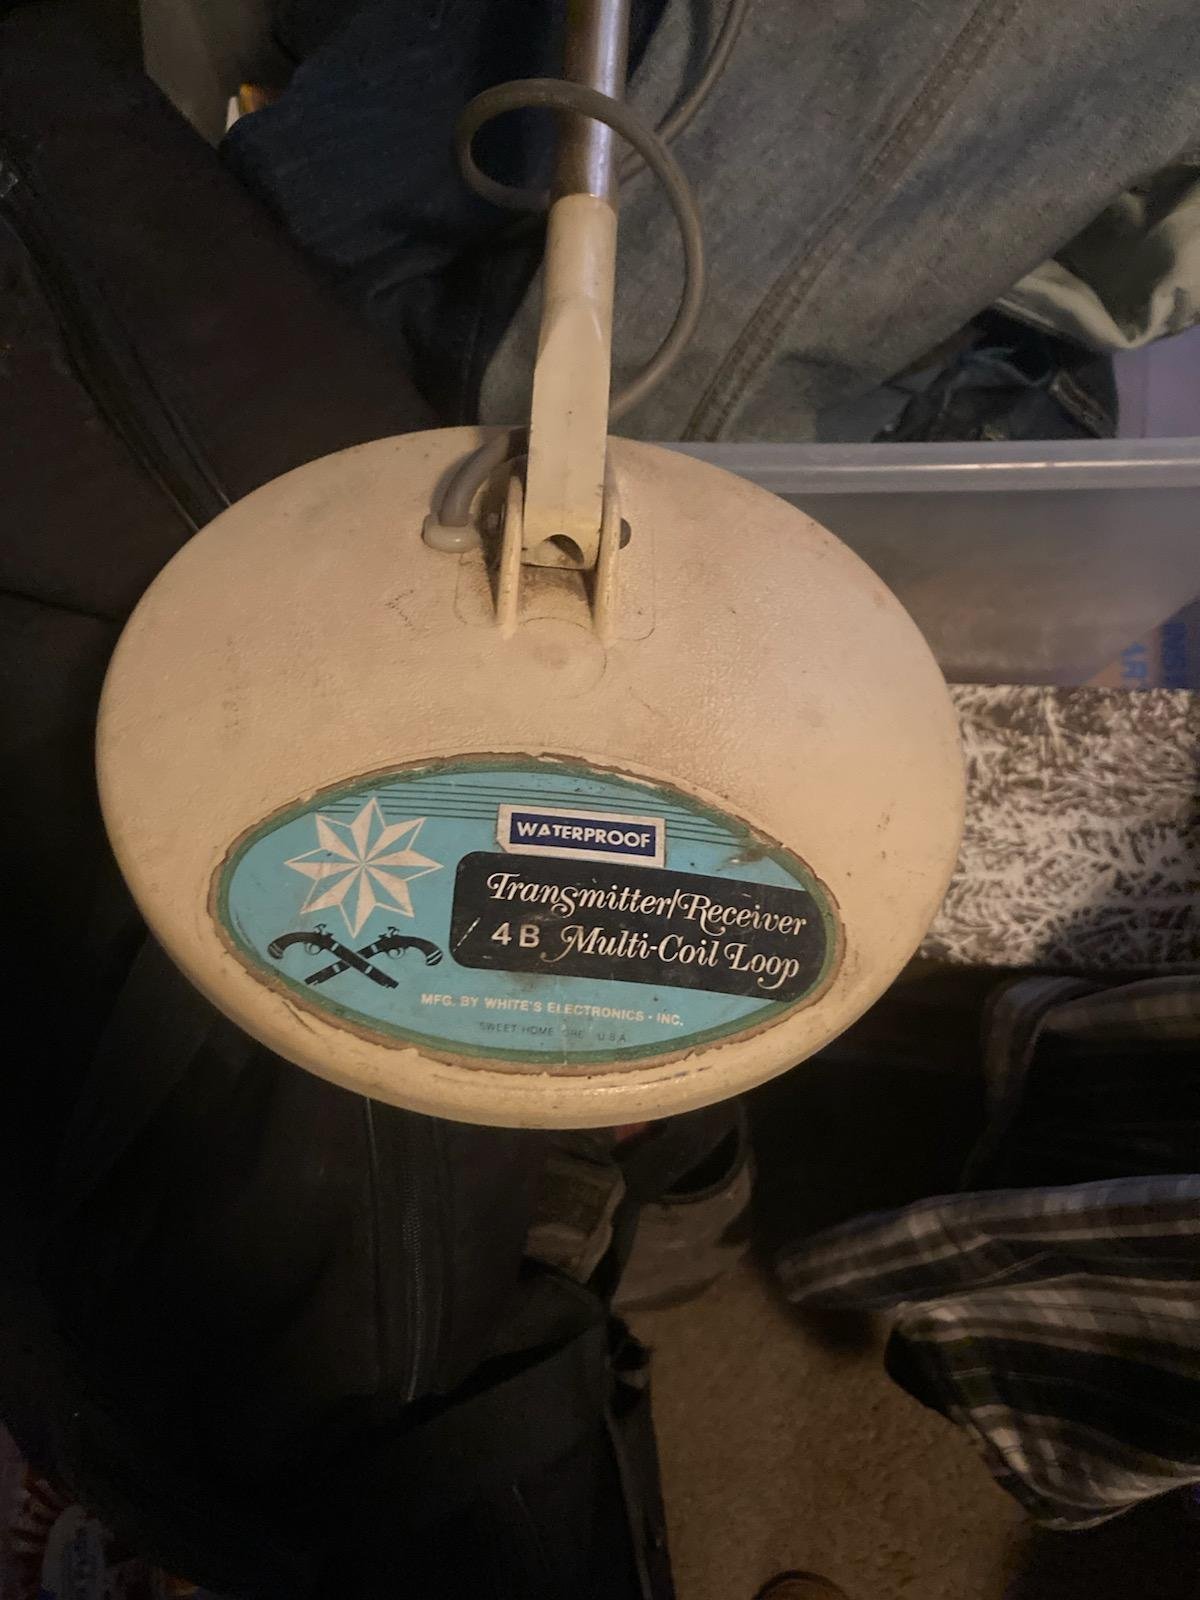 WATERPROOF
Transmitter/Receiver
4B Multi-Coil Loop
MFG. BY WHITE'S ELECTRONICS - INC.
SWEET HOME ORE. U.S.A.